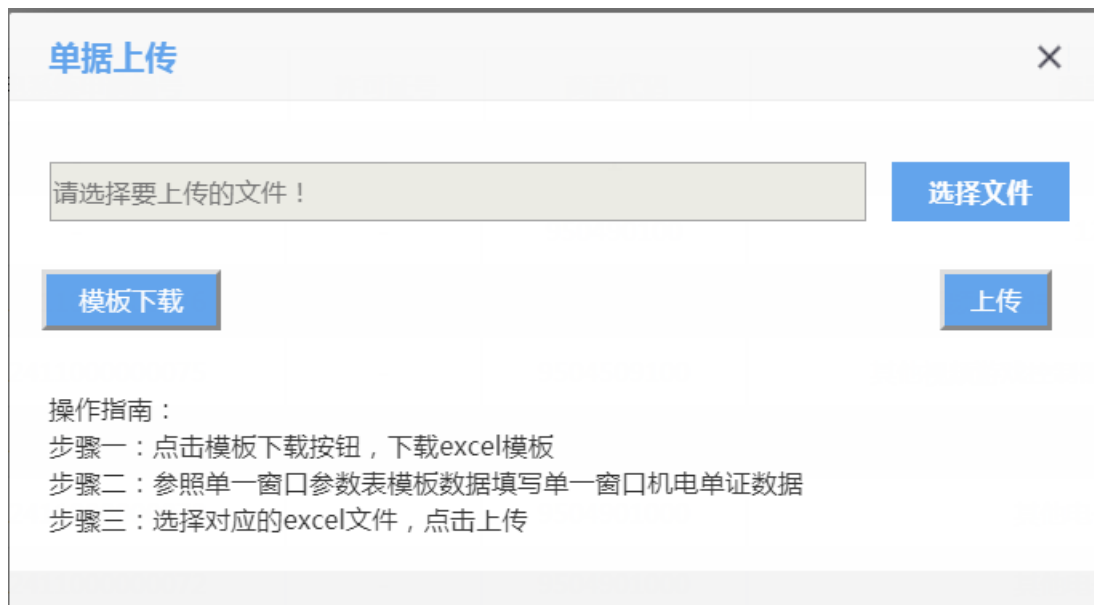 单据上传
请选择要上传的文件！
选择文件
模板下载
上传
操作指南：
步骤一：点击模板下载按钮，下载excel模板
步骤二：参照单一窗口参数表模板数据填写单一窗口机电单证数据
步骤三：选择对应的excel文件，点击上传